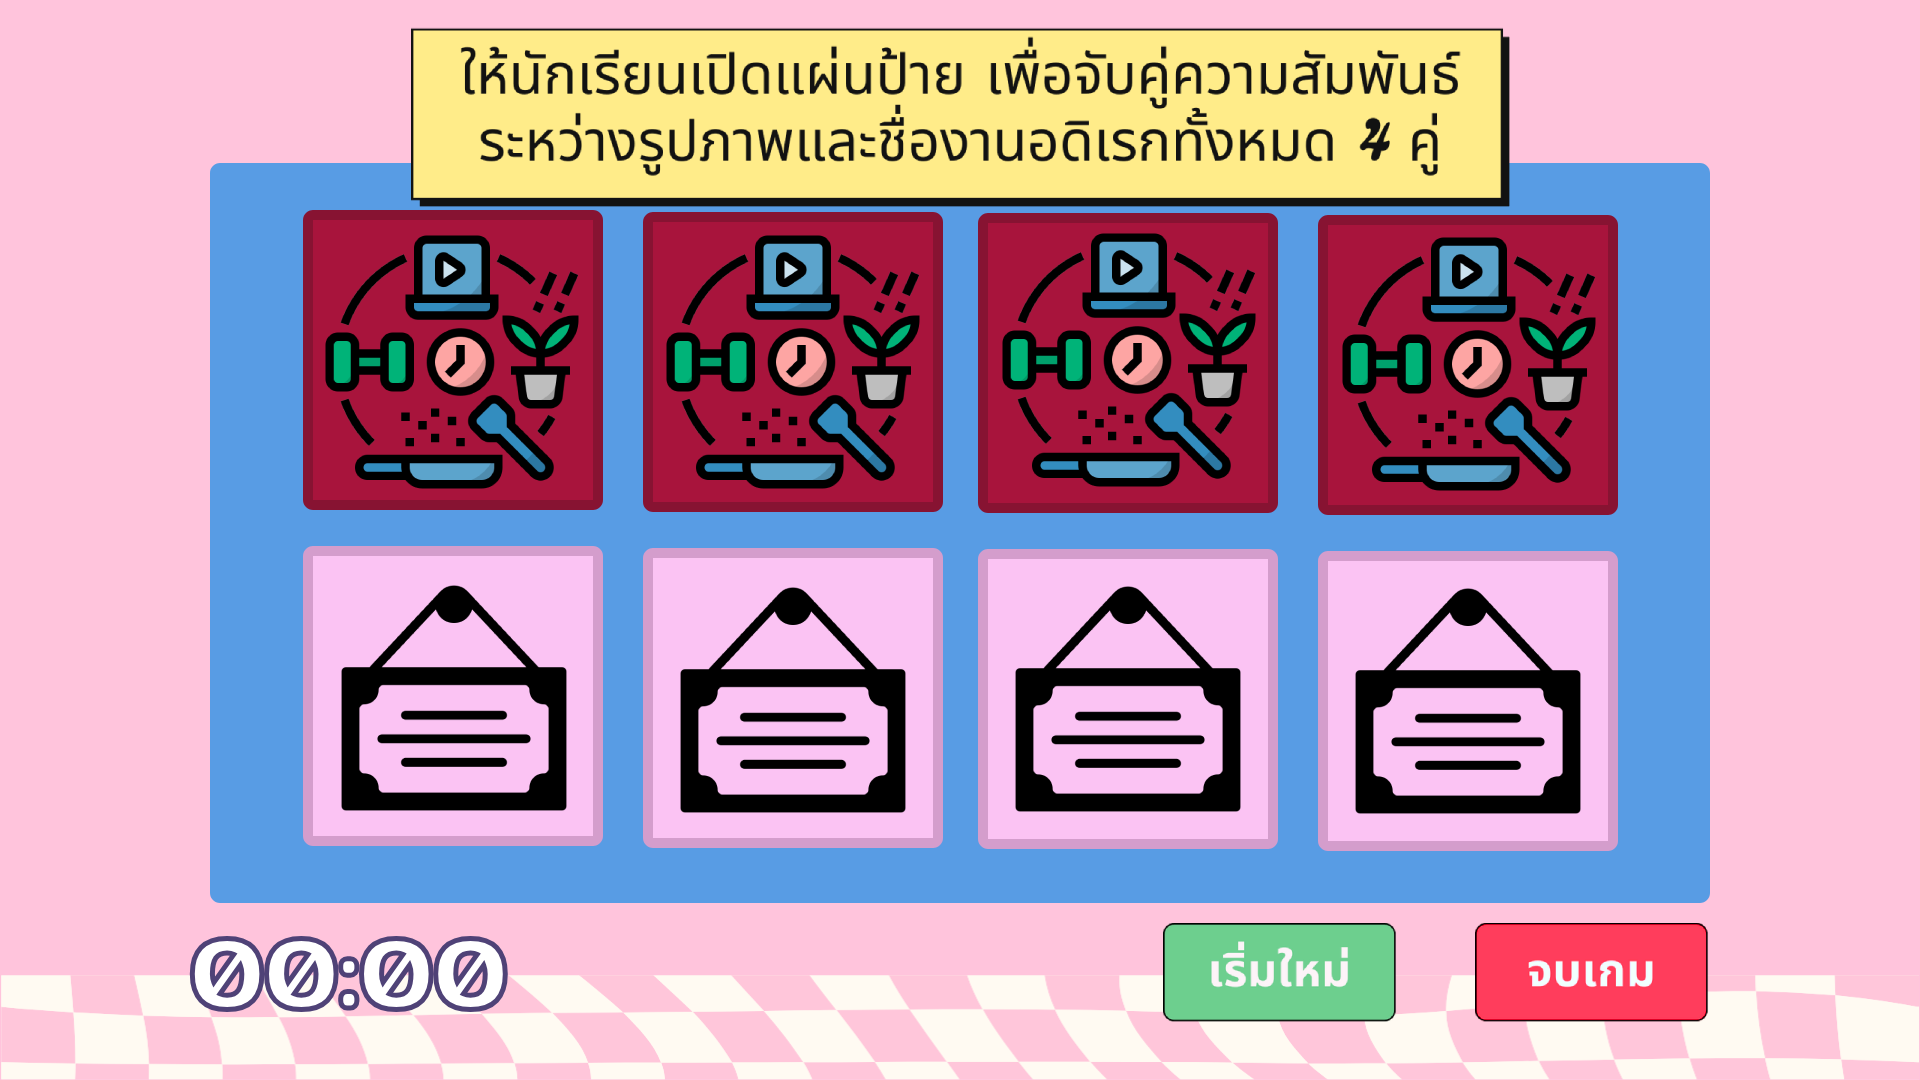 ให้นักเรียนเปิดแผ่นป้าย เพื่อจับคู่ความสัมพันธ์
ระหว่างรูปภาพและชื่องานอดิเรกทั้งหมด 4 คู่
00:00
เริ่มใหม่
จบเกม